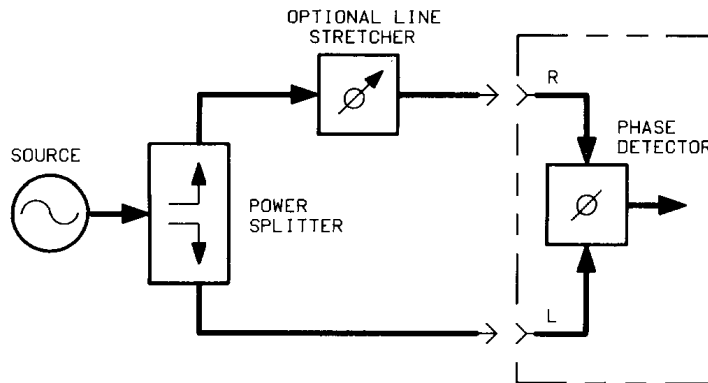 OPTIONAL LINE
STRETCHER
R
PHASE
DETECTOR
SOURCE
POWER
SPLITTER
L